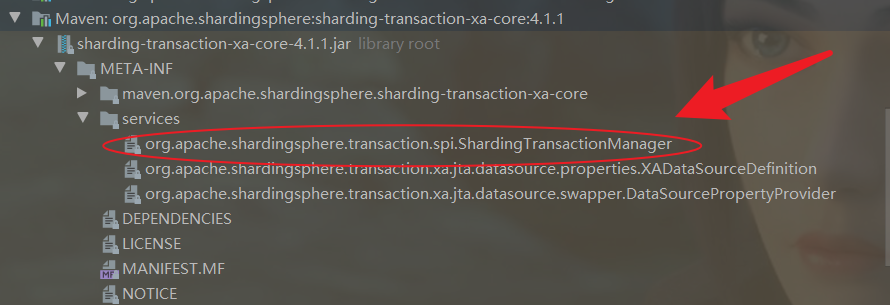 Maven: org.apache.shardingsphere:sharding-transaction-xa-core:4.1.1
sharding-transaction-xa-core-4.1.1.jar library root
META-INF
maven.org.apache.shardingsphere.sharding-transaction-xa-core
services
org.apache.shardingsphere.transaction.spi.ShardingTransactionManager
org.apache.shardingsphere.transaction.xa.jta.datasource.properties.XADataSourceDefinition
org.apache.shardingsphere.transaction.xa.jta.datasource.swapper.DataSourcePropertyProvider
DEPENDENCIES
LICENSE
MF MANIFEST.MF
NOTICE